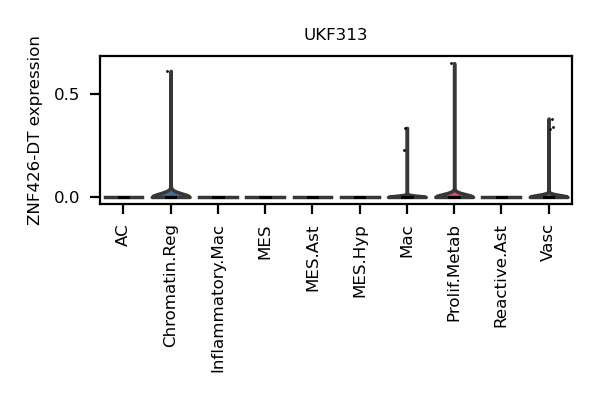 UKF313
ZNF426-DT expression
0.5
0.0
AC
Chromatin.Reg
Inflammatory.Mac
MES
MES.Ast
MES.Hyp
Mac
Prolif.Metab
Reactive.Ast
Vasc